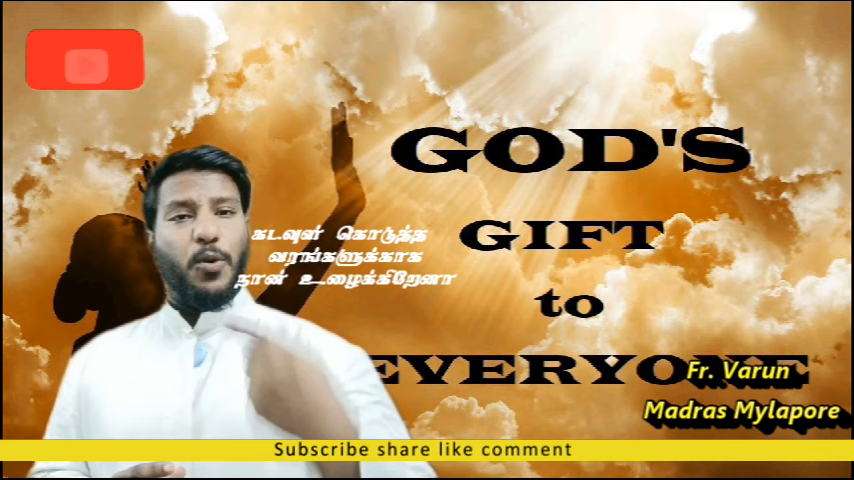 GOD'S
GIFT
to
EVERYONE
கடவுள் கொடுத்த
வரங்களுக்காக
நான் உழைக்கிறேனா
Fr. Varun
Madras Mylapore
Subscribe share like comment